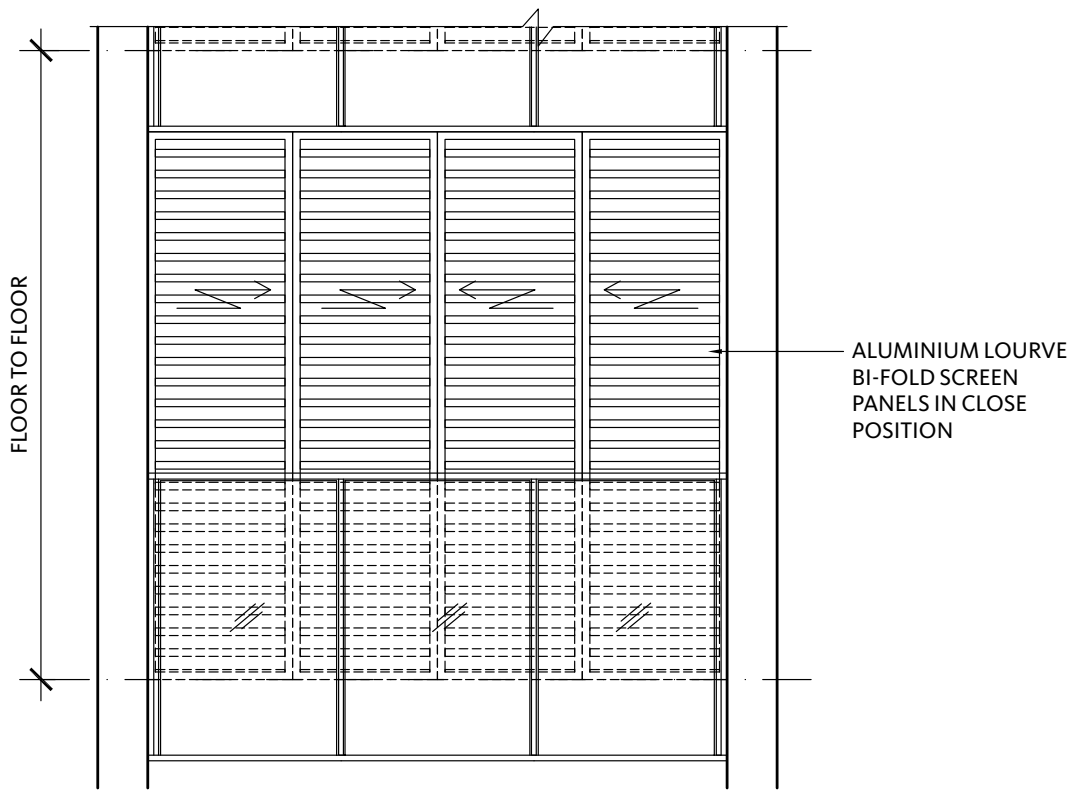 FLOOR TO FLOOR
ALUMINIUM LOURVE
BI-FOLD SCREEN
PANELS IN CLOSE
POSITION